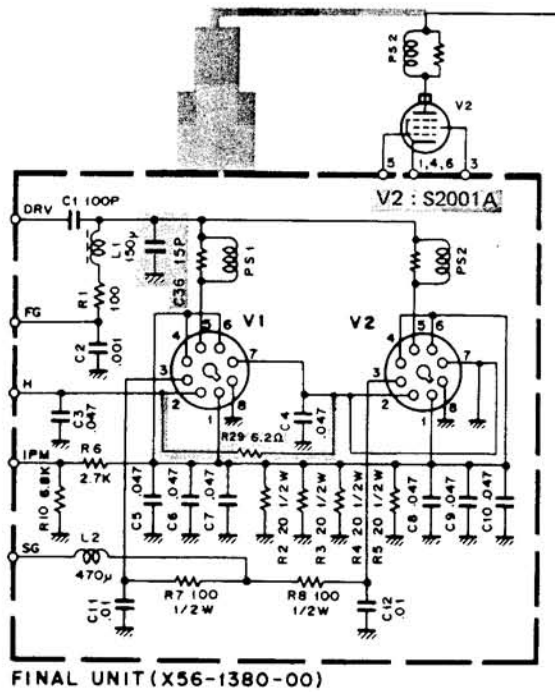 PS2
V2
5 1,4,6 3
V2 : S2001A
DRV
C1 100P
L1
150μ
C36 15P
PS1
PS2
R1
100
FG
C2
.001
V1
V2
4 5 6
3 7
2 1 8
4 5 6
3 7
2 1 8
H
C3
.047
R29 6.2Ω
C4
.047
IPM
R6
2.7K
R10 6.8K
C5 .047
C6 .047
C7 .047
R2 20 1/2W
R3 20 1/2W
R4 20 1/2W
R5 20 1/2W
C8 .047
C9 .047
C10 .047
SG
L2
470μ
R7 100
1/2W
R8 100
1/2W
C11
.01
C12
.01
FINAL UNIT (X56-1380-00)